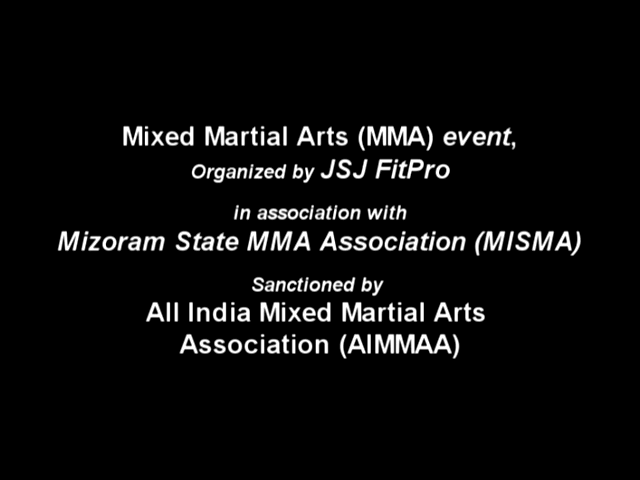 Mixed Martial Arts (MMA) event,
Organized by JSJ FitPro
in association with
Mizoram State MMA Association (MISMA)
Sanctioned by
All India Mixed Martial Arts
Association (AIMMAA)